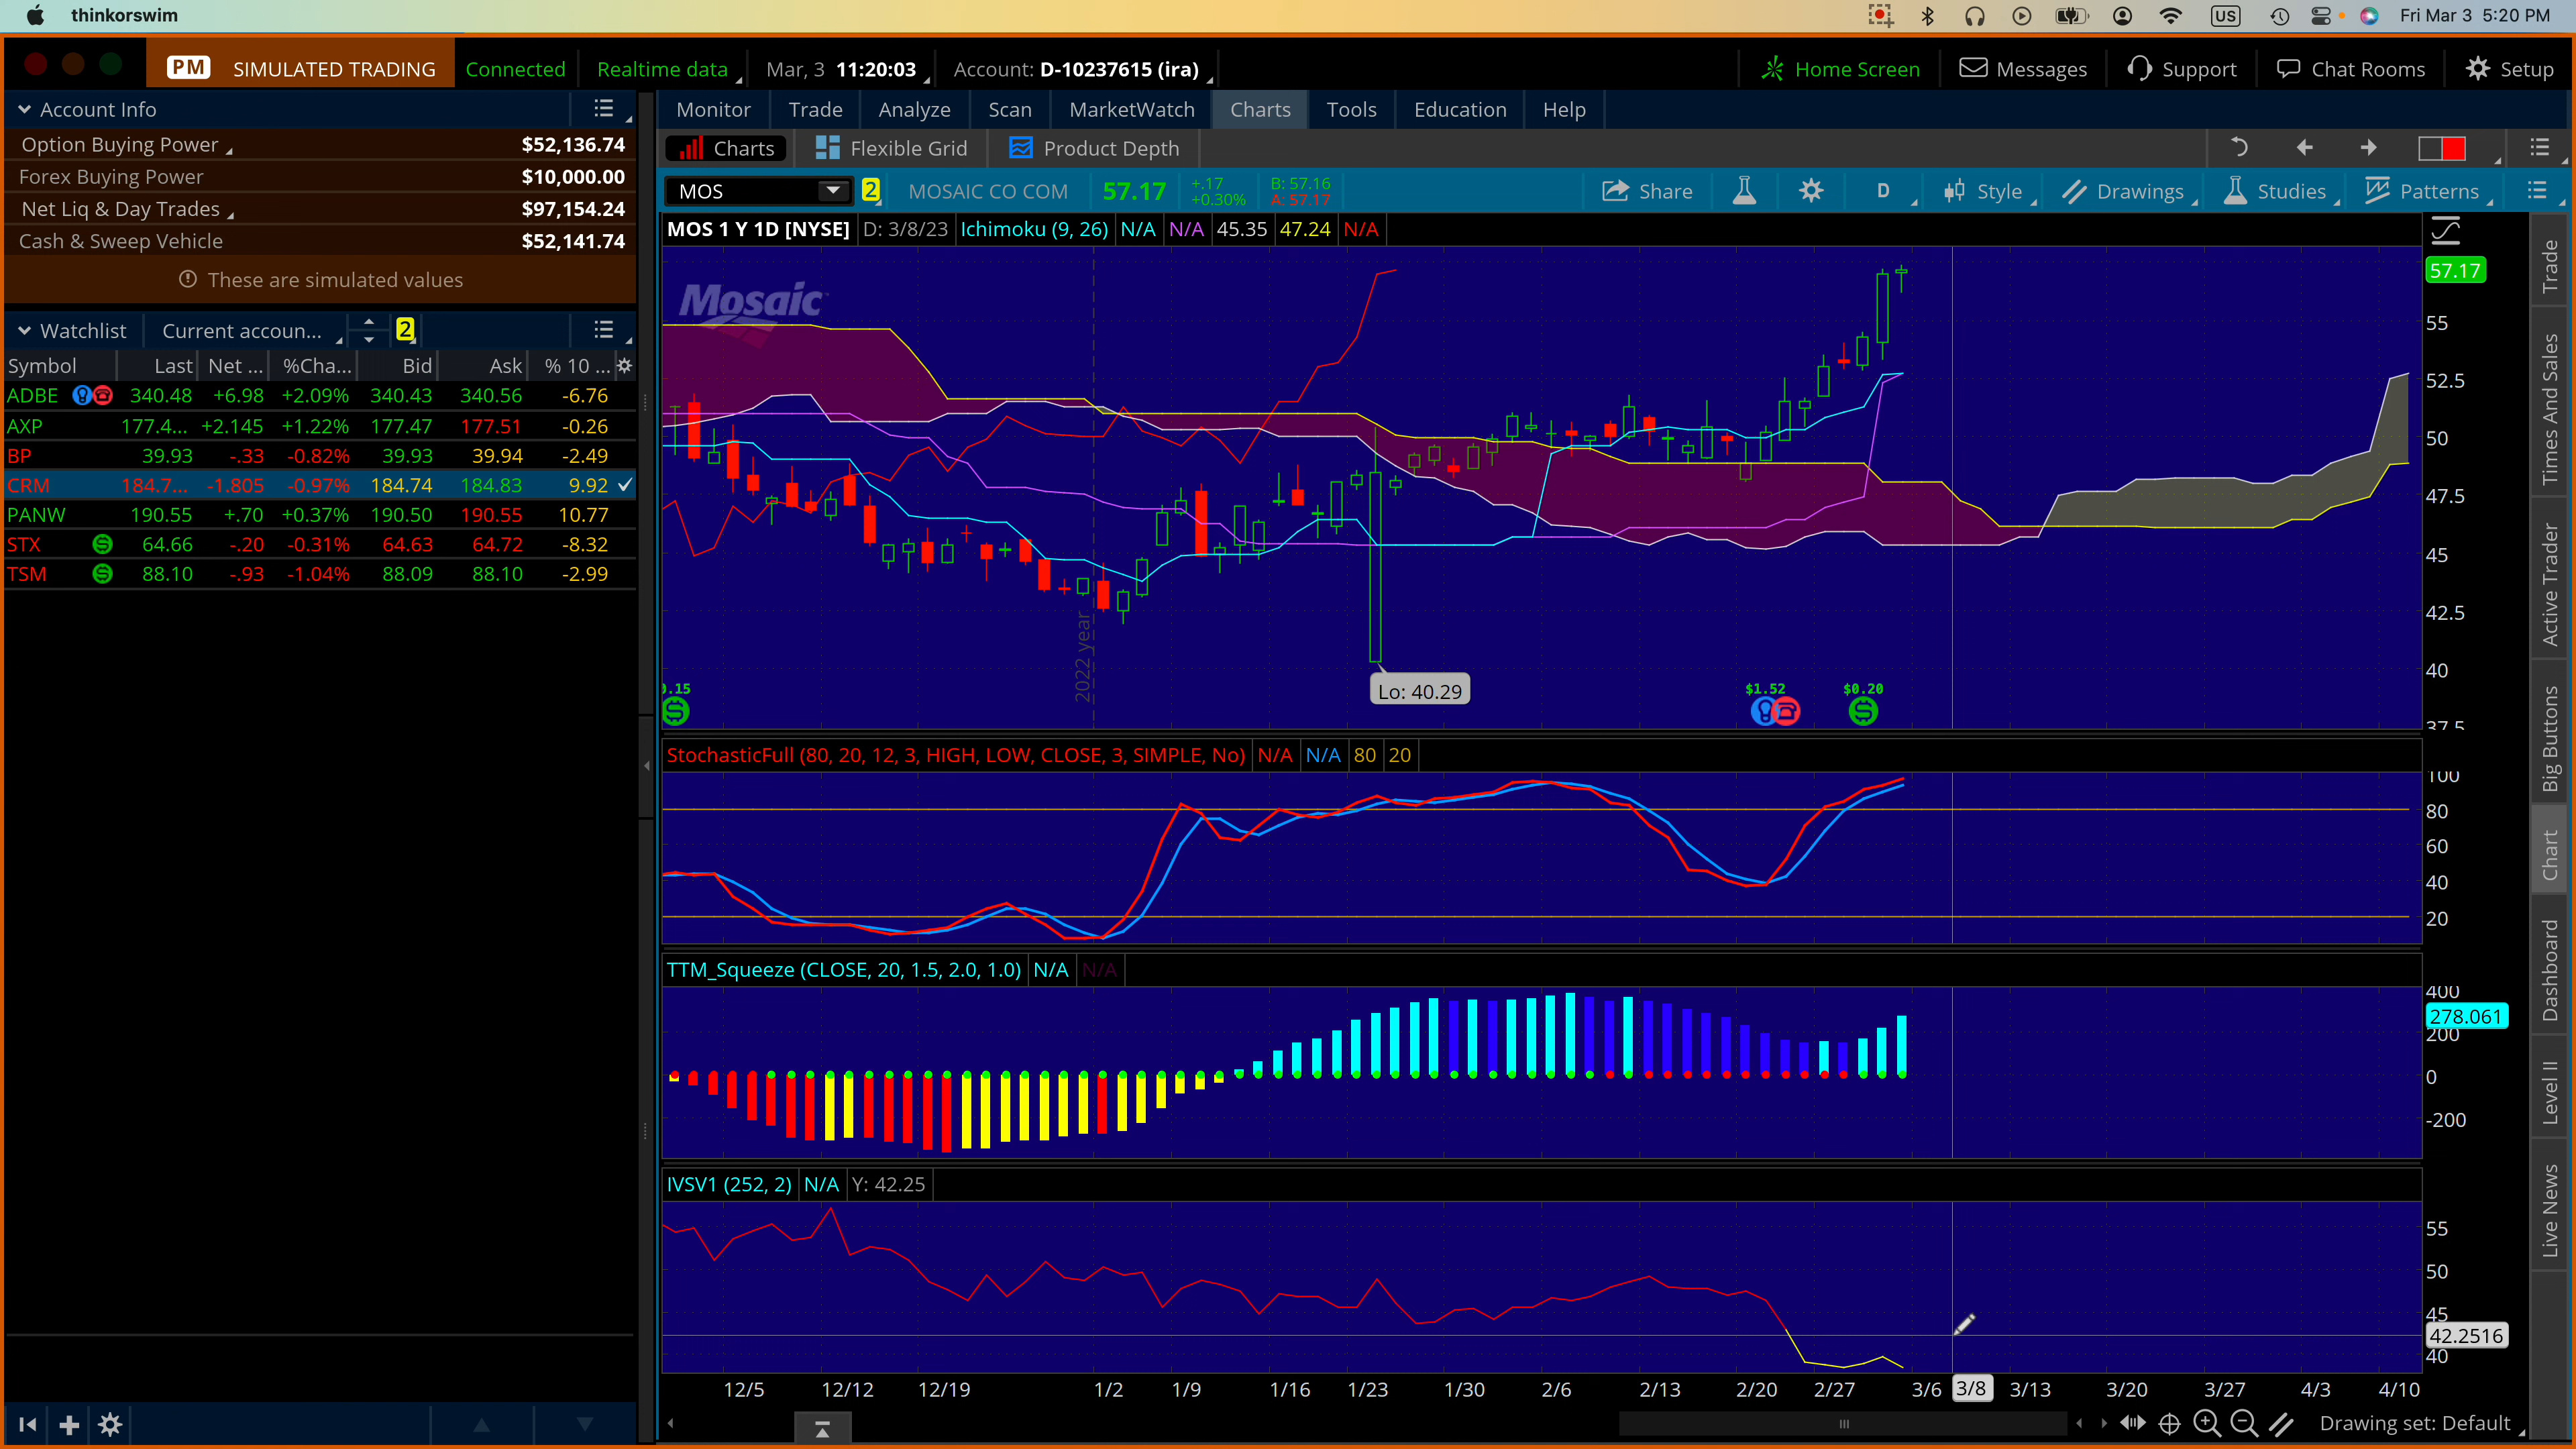 thinkorswim
US
Fri Mar 3 5:20 PM
PM SIMULATED TRADING Connected Realtime data Mar, 3 11:20:03 Account: D-10237615 (ira) Home Screen Messages Support Chat Rooms Setup
Account Info
Option Buying Power $52,136.74
Forex Buying Power $10,000.00
Net Liq & Day Trades $97,154.24
Cash & Sweep Vehicle $52,141.74
These are simulated values
Watchlist Current accoun... 2
Symbol Last Net ... %Cha... Bid Ask % 10 ...
ADBE 340.48 +6.98 +2.09% 340.43 340.56 -6.76
AXP 177.4... +2.145 +1.22% 177.47 177.51 -0.26
BP 39.93 -.33 -0.82% 39.93 39.94 -2.49
CRM 184.7... -1.805 -0.97% 184.74 184.83 9.92
PANW 190.55 +.70 +0.37% 190.50 190.55 10.77
STX 64.66 -.20 -0.31% 64.63 64.72 -8.32
TSM 88.10 -.93 -1.04% 88.09 88.10 -2.99
Monitor Trade Analyze Scan MarketWatch Charts Tools Education Help
Charts Flexible Grid Product Depth
MOS 2 MOSAIC CO COM 57.17 +.17 +0.30% B: 57.16 A: 57.17 Share D Style Drawings Studies Patterns
MOS 1 Y 1D [NYSE] D: 3/8/23 Ichimoku (9, 26) N/A N/A 45.35 47.24 N/A
Mosaic
57.17
55
52.5
50
47.5
45
42.5
40
37.5
2022 year
Lo: 40.29
0.15
$1.52
$0.20
StochasticFull (80, 20, 12, 3, HIGH, LOW, CLOSE, 3, SIMPLE, No) N/A N/A 80 20
100
80
60
40
20
TTM_Squeeze (CLOSE, 20, 1.5, 2.0, 1.0) N/A N/A
400
278.061
200
0
-200
IVSV1 (252, 2) N/A Y: 42.25
55
50
45
42.2516
40
12/5 12/12 12/19 1/2 1/9 1/16 1/23 1/30 2/6 2/13 2/20 2/27 3/6 3/8 3/13 3/20 3/27 4/3 4/10
Drawing set: Default
Trade
Times And Sales
Active Trader
Big Buttons
Chart
Dashboard
Level II
Live News